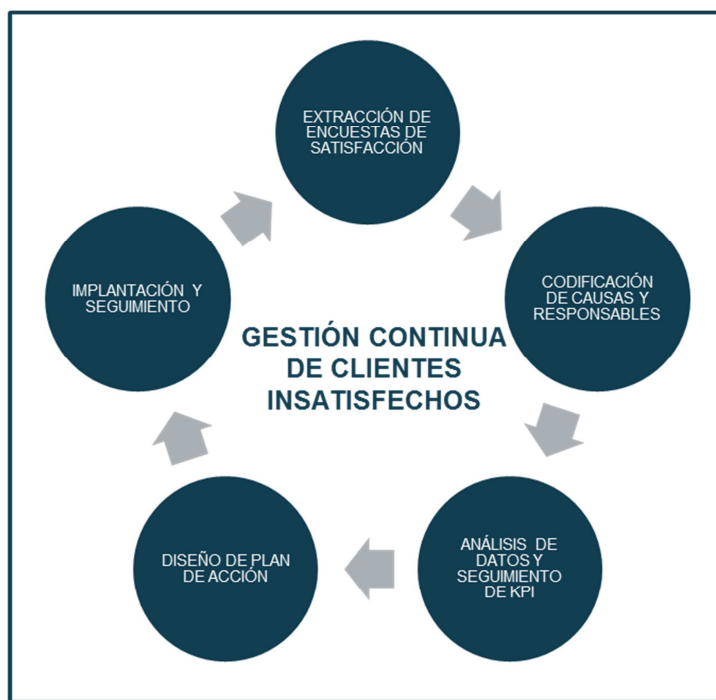 EXTRACCIÓN DE
ENCUESTAS DE
SATISFACCIÓN
CODIFICACIÓN
DE CAUSAS Y
RESPONSABLES
ANÁLISIS DE
DATOS Y
SEGUIMIENTO
DE KPI
DISEÑO DE PLAN
DE ACCIÓN
IMPLANTACIÓN Y
SEGUIMIENTO
GESTIÓN CONTINUA
DE CLIENTES
INSATISFECHOS